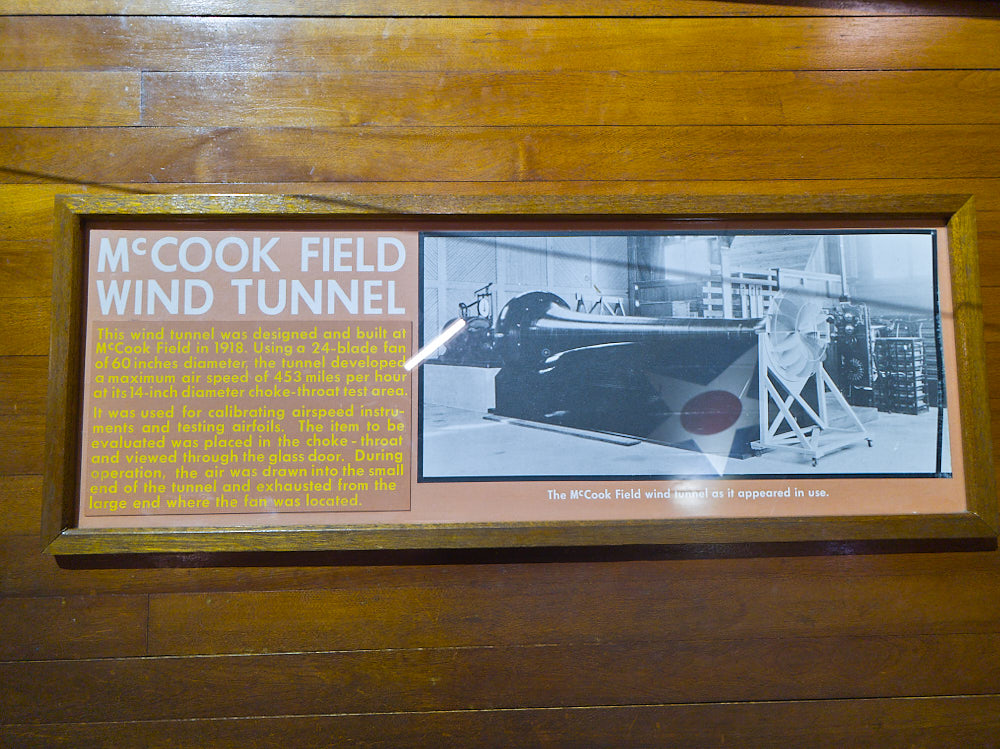 McCOOK FIELD
WIND TUNNEL
This wind tunnel was designed and built at
McCook Field in 1918. Using a 24-blade fan
of 60 inches diameter, the tunnel developed
a maximum air speed of 453 miles per hour
at its 14-inch diameter choke-throat test area.
It was used for calibrating airspeed instru-
ments and testing airfoils. The item to be
evaluated was placed in the choke-throat
and viewed through the glass door. During
operation, the air was drawn into the small
end of the tunnel and exhausted from the
large end where the fan was located.
The McCook Field wind tunnel as it appeared in use.